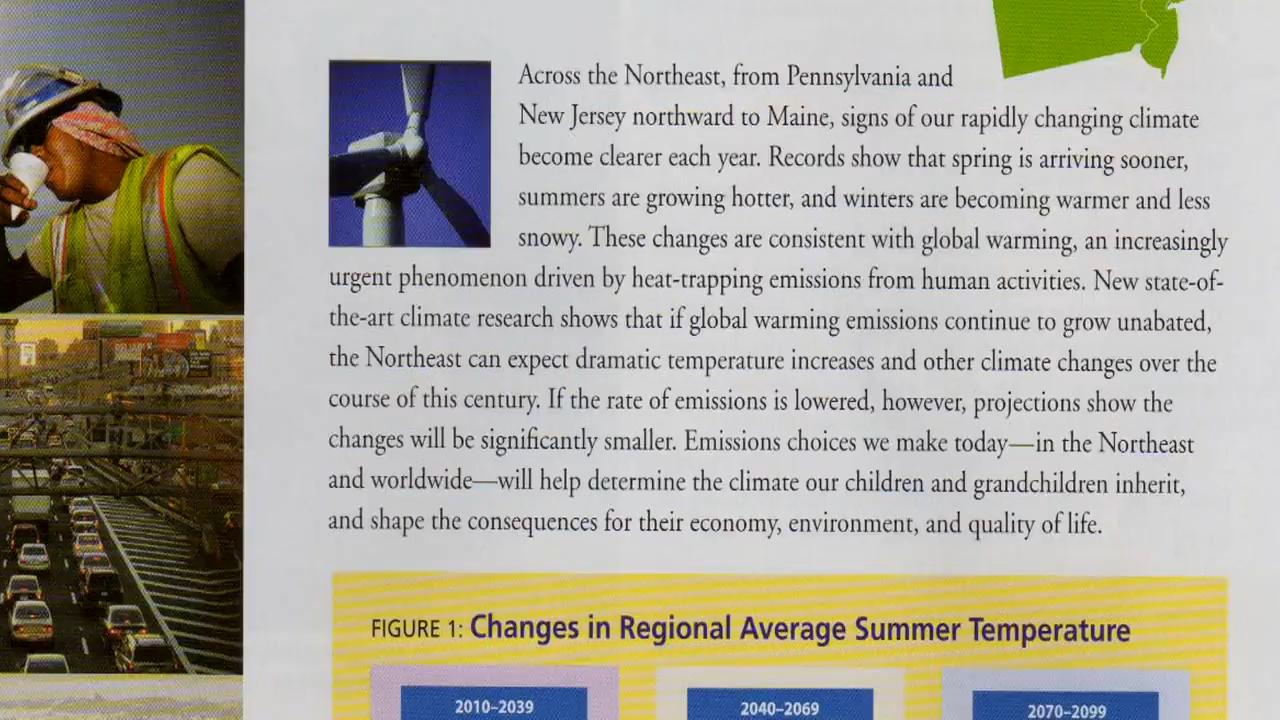 Across the Northeast, from Pennsylvania and
New Jersey northward to Maine, signs of our rapidly changing climate
become clearer each year. Records show that spring is arriving sooner,
summers are growing hotter, and winters are becoming warmer and less
snowy. These changes are consistent with global warming, an increasingly
urgent phenomenon driven by heat-trapping emissions from human activities. New state-of-
the-art climate research shows that if global warming emissions continue to grow unabated,
the Northeast can expect dramatic temperature increases and other climate changes over the
course of this century. If the rate of emissions is lowered, however, projections show the
changes will be significantly smaller. Emissions choices we make today—in the Northeast
and worldwide—will help determine the climate our children and grandchildren inherit,
and shape the consequences for their economy, environment, and quality of life.
FIGURE 1: Changes in Regional Average Summer Temperature
2010–2039 2040–2069 2070–2099